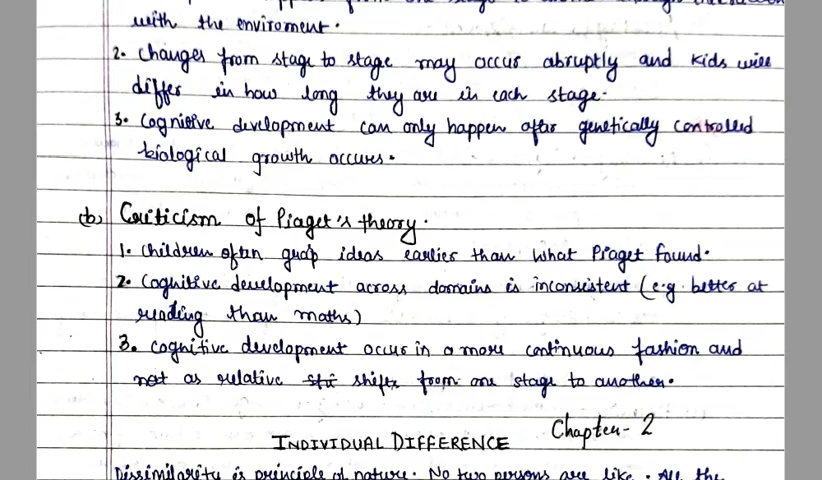 with the enviroment.
2. Changes from stage to stage may occur abruptly and kids will
differ in how long they are in each stage.
3. Cognitive development can only happen after genetically controlled
biological growth occurs.
(b) Criticism of Piaget's theory.
1. Children often grasp ideas earlier than what Piaget found.
2. Cognitive development across domains is inconsistent (e.g. better at
reading than maths)
3. Cognitive development occur in a more continuous fashion and
not as relative shifts from one stage to another.
Chapter-2
INDIVIDUAL DIFFERENCE
Dissimilarity is principle of nature. No two persons are like. All the